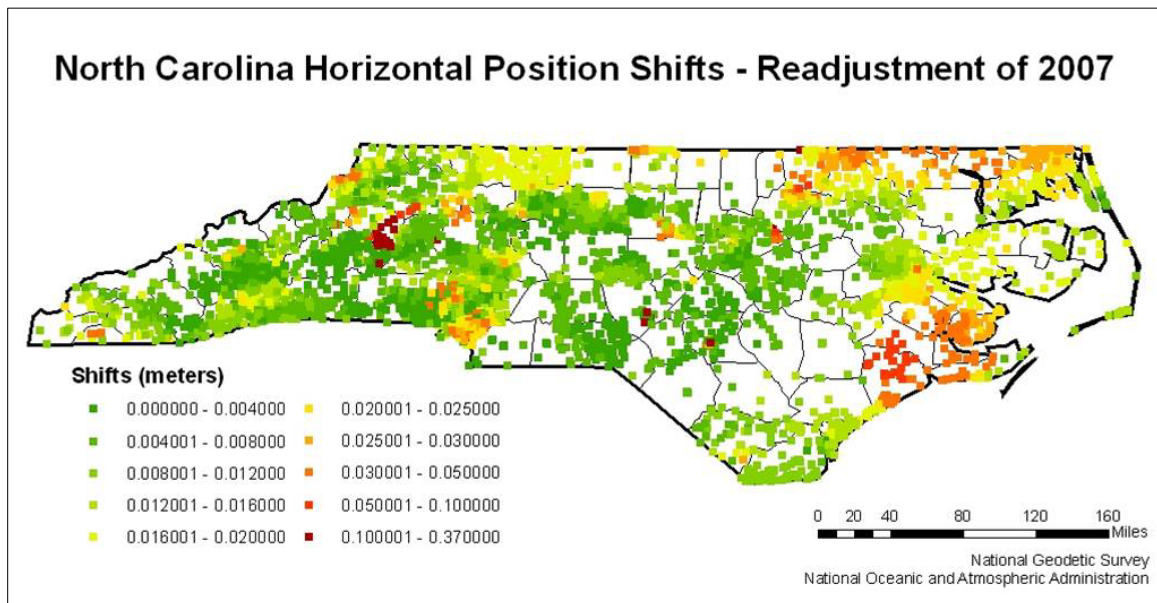 North Carolina Horizontal Position Shifts - Readjustment of 2007
Shifts (meters)
0.000000 - 0.004000
0.004001 - 0.008000
0.008001 - 0.012000
0.012001 - 0.016000
0.016001 - 0.020000
0.020001 - 0.025000
0.025001 - 0.030000
0.030001 - 0.050000
0.050001 - 0.100000
0.100001 - 0.370000
0 20 40 80 120 160
Miles
National Geodetic Survey
National Oceanic and Atmospheric Administration